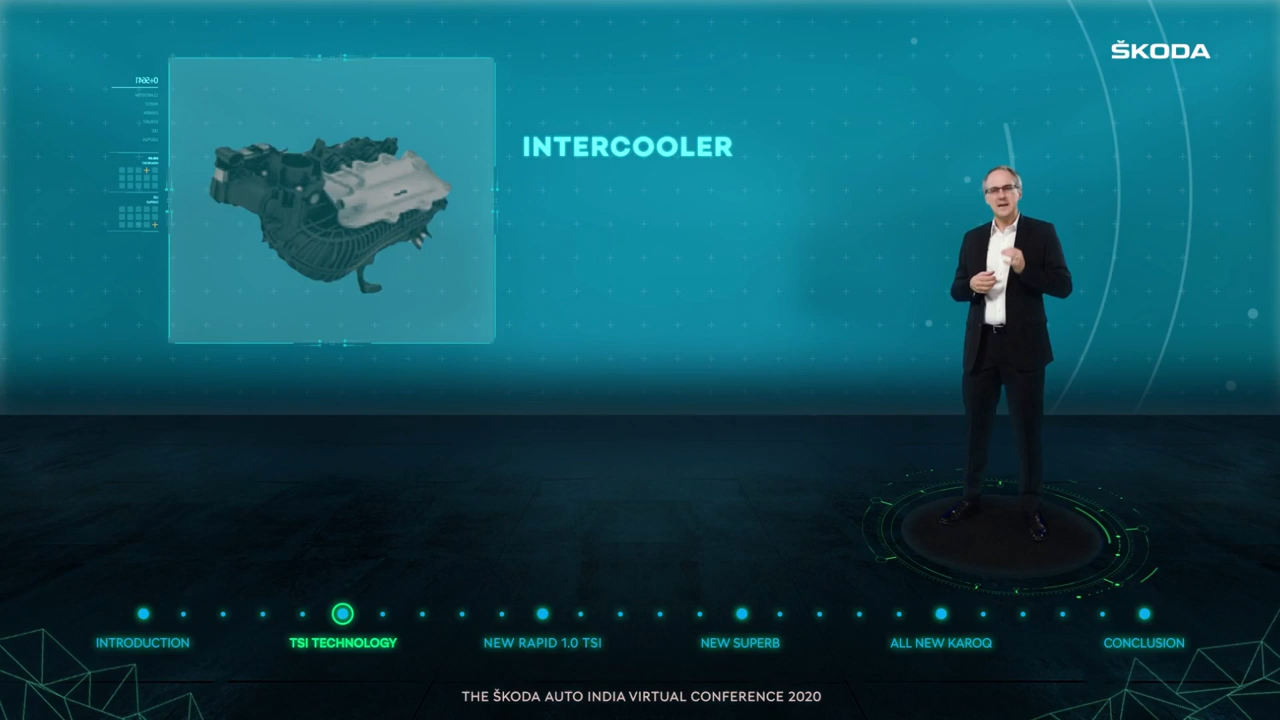 ŠKODA
INTERCOOLER
INTRODUCTION
TSI TECHNOLOGY
NEW RAPID 1.0 TSI
NEW SUPERB
ALL NEW KAROQ
CONCLUSION
THE ŠKODA AUTO INDIA VIRTUAL CONFERENCE 2020